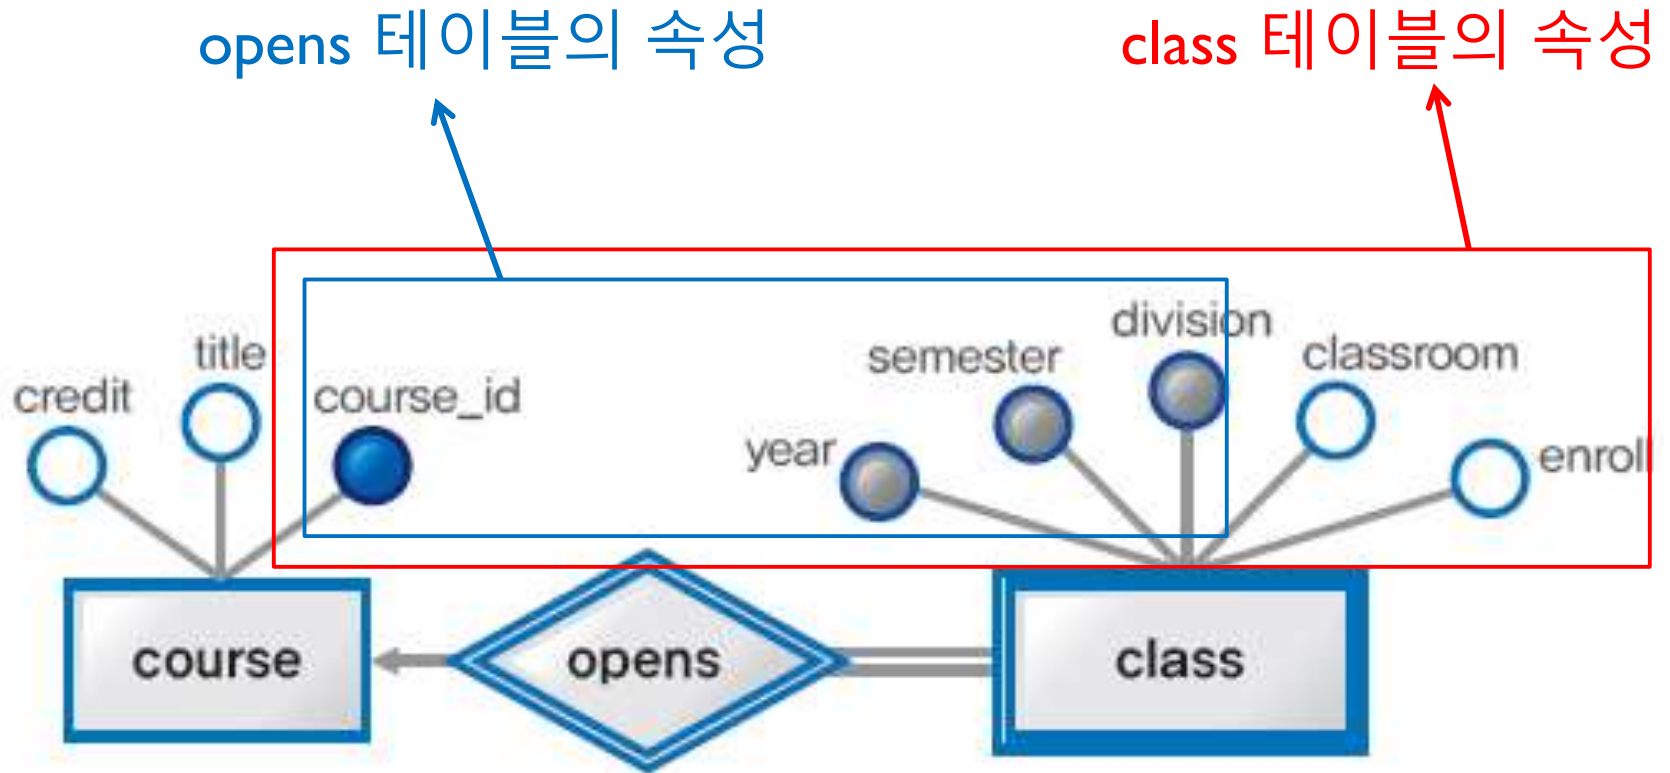 opens 테이블의 속성
class 테이블의 속성
credit
title
course_id
year
semester
division
classroom
enroll
course
opens
class